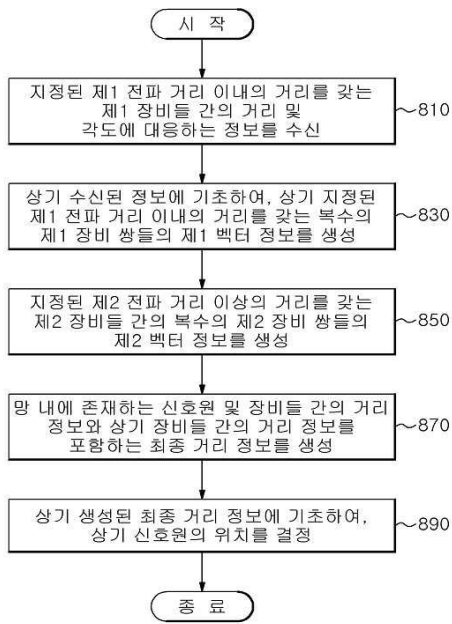 시 작
지정된 제1 전파 거리 이내의 거리를 갖는
제1 장비들 간의 거리 및
각도에 대응하는 정보를 수신
810
상기 수신된 정보에 기초하여, 상기 지정된
제1 전파 거리 이내의 거리를 갖는 복수의
제1 장비 쌍들의 제1 벡터 정보를 생성
830
지정된 제2 전파 거리 이상의 거리를 갖는
제2 장비들 간의 복수의 제2 장비 쌍들의
제2 벡터 정보를 생성
850
망 내에 존재하는 신호원 및 장비들 간의 거리
정보와 상기 장비들 간의 거리 정보를
포함하는 최종 거리 정보를 생성
870
상기 생성된 최종 거리 정보에 기초하여,
상기 신호원의 위치를 결정
890
종 료